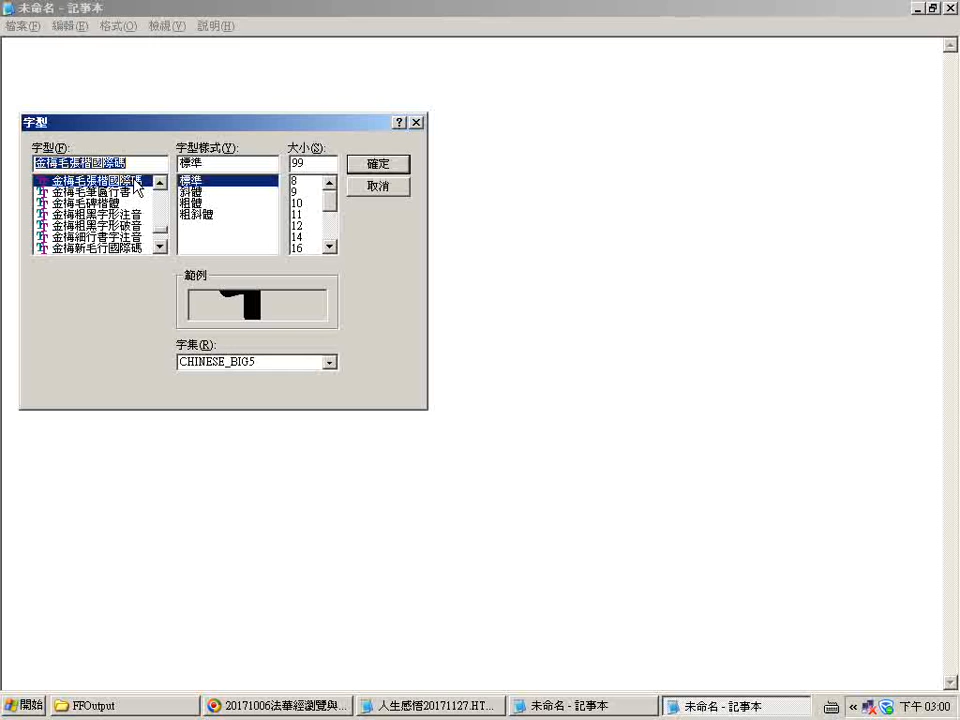 未命名 - 記事本
檔案(F) 編輯(E) 格式(O) 檢視(V) 說明(H)
字型
字型(F): 字型樣式(Y): 大小(S):
金梅毛張楷國際碼 標準 99 確定
金梅毛張楷國際碼 標準 8 取消
金梅毛筆匾行書 斜體 9
金梅毛碑楷體 粗體 10
金梅粗黑字形注音 粗斜體 11
金梅粗黑字形破音 12
金梅細行書字注音 14
金梅新毛行國際碼 16
範例
字集(R):
CHINESE_BIG5
開始 FFOutput 20171006法華經瀏覽與... 人生感悟20171127.HT... 未命名 - 記事本 未命名 - 記事本 « 下午 03:00